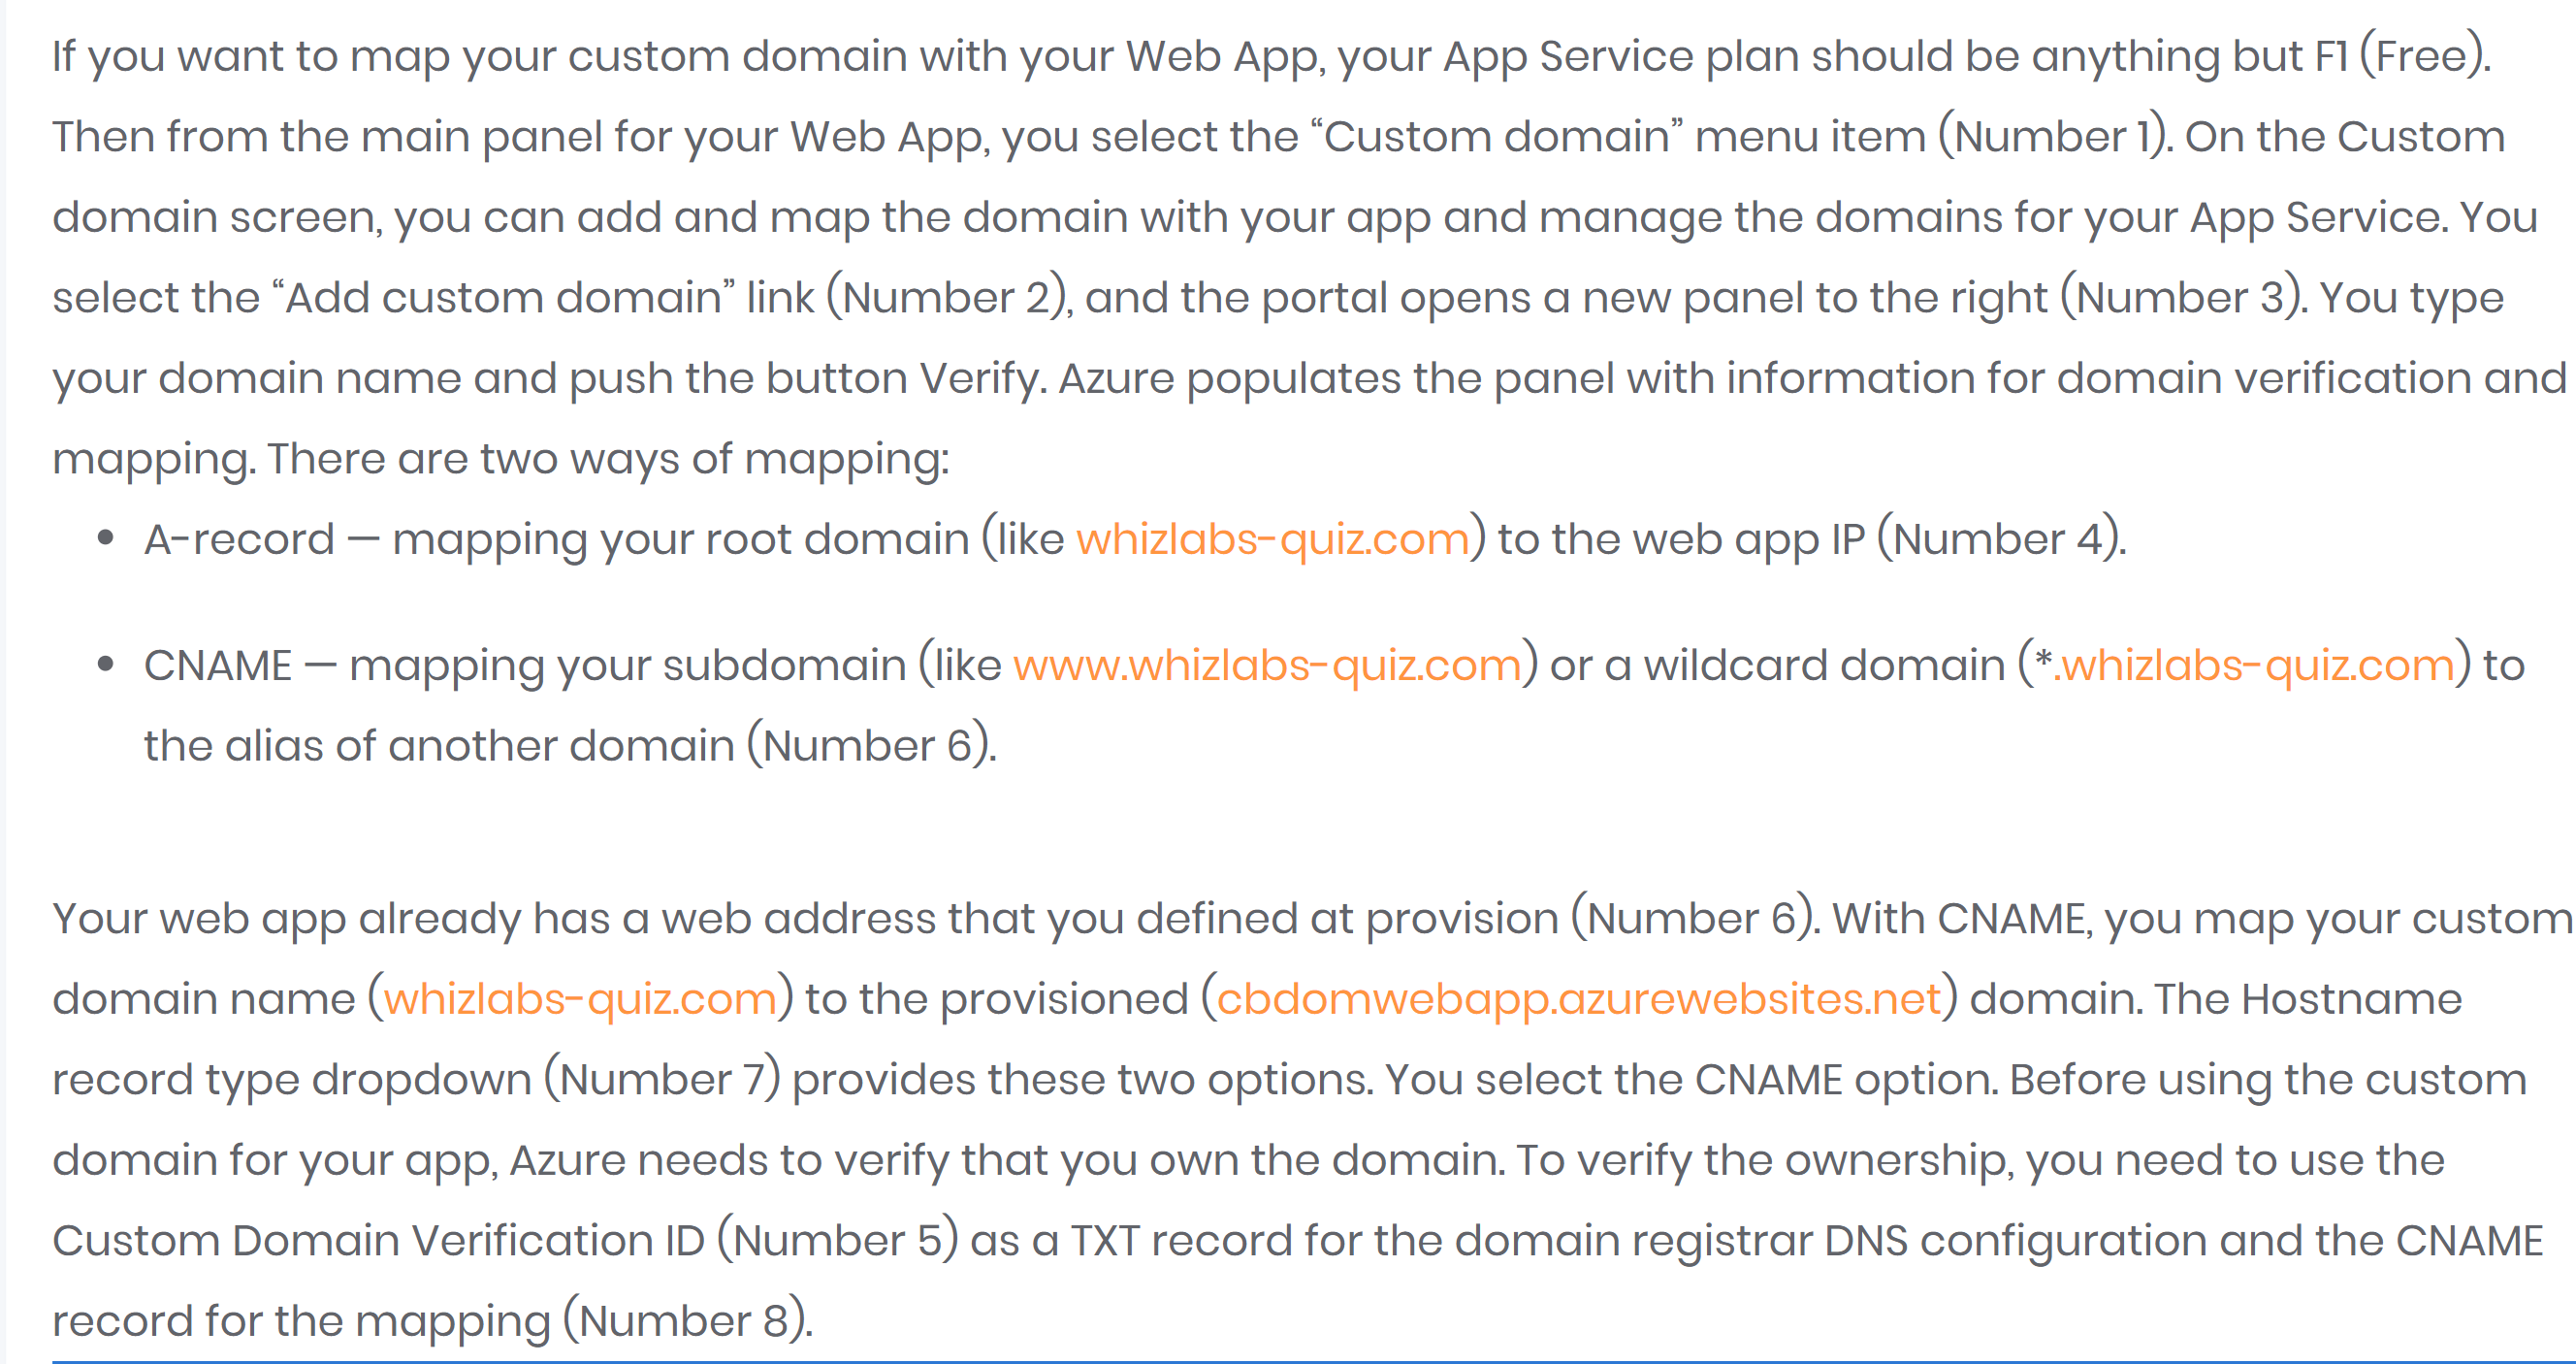 If you want to map your custom domain with your Web App, your App Service plan should be anything but F1 (Free).
Then from the main panel for your Web App, you select the “Custom domain” menu item (Number 1). On the Custom
domain screen, you can add and map the domain with your app and manage the domains for your App Service. You
select the “Add custom domain” link (Number 2), and the portal opens a new panel to the right (Number 3). You type
your domain name and push the button Verify. Azure populates the panel with information for domain verification and
mapping. There are two ways of mapping:
• A-record — mapping your root domain (like whizlabs-quiz.com) to the web app IP (Number 4).
• CNAME — mapping your subdomain (like www.whizlabs-quiz.com) or a wildcard domain (*.whizlabs-quiz.com) to
the alias of another domain (Number 6).
Your web app already has a web address that you defined at provision (Number 6). With CNAME, you map your custom
domain name (whizlabs-quiz.com) to the provisioned (cbdomwebapp.azurewebsites.net) domain. The Hostname
record type dropdown (Number 7) provides these two options. You select the CNAME option. Before using the custom
domain for your app, Azure needs to verify that you own the domain. To verify the ownership, you need to use the
Custom Domain Verification ID (Number 5) as a TXT record for the domain registrar DNS configuration and the CNAME
record for the mapping (Number 8).